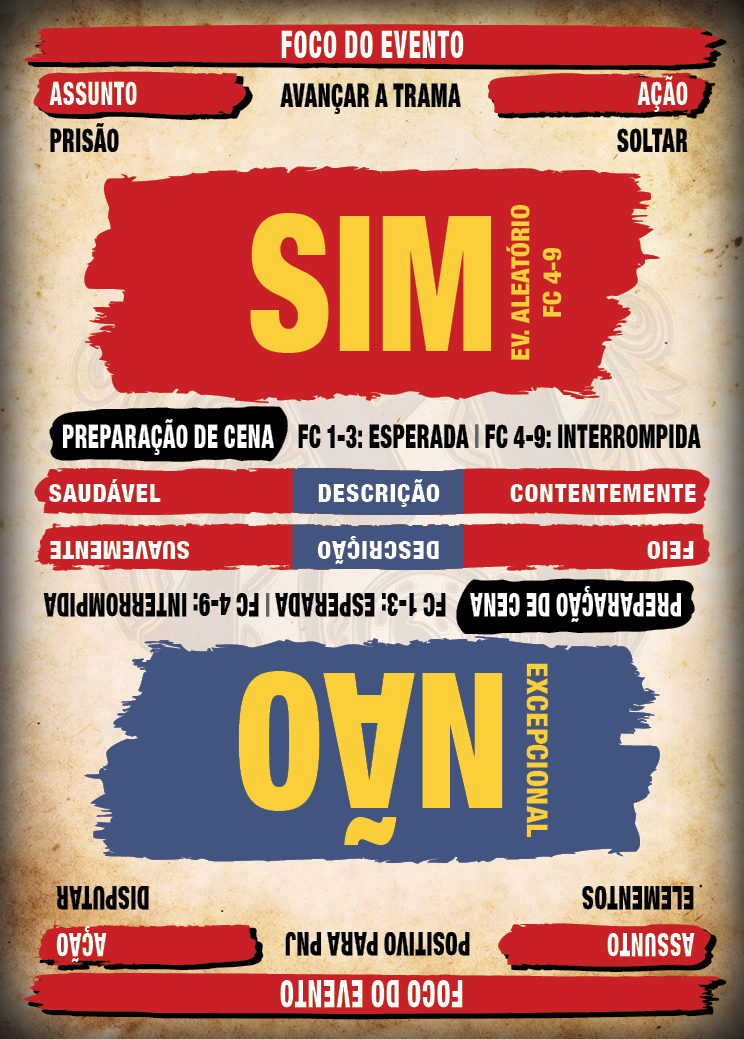 FOCO DO EVENTO
ASSUNTO AVANÇAR A TRAMA AÇÃO
PRISÃO SOLTAR
SIM
EV. ALEATÓRIO
FC 4-9
PREPARAÇÃO DE CENA FC 1-3: ESPERADA | FC 4-9: INTERROMPIDA
SAUDÁVEL DESCRIÇÃO CONTENTEMENTE
FOCO DO EVENTO
ASSUNTO POSITIVO PARA PNJ AÇÃO
ELEMENTOS DISPUTAR
NÃO
EXCEPCIONAL
PREPARAÇÃO DE CENA FC 1-3: ESPERADA | FC 4-9: INTERROMPIDA
FEIO DESCRIÇÃO SUAVEMENTE